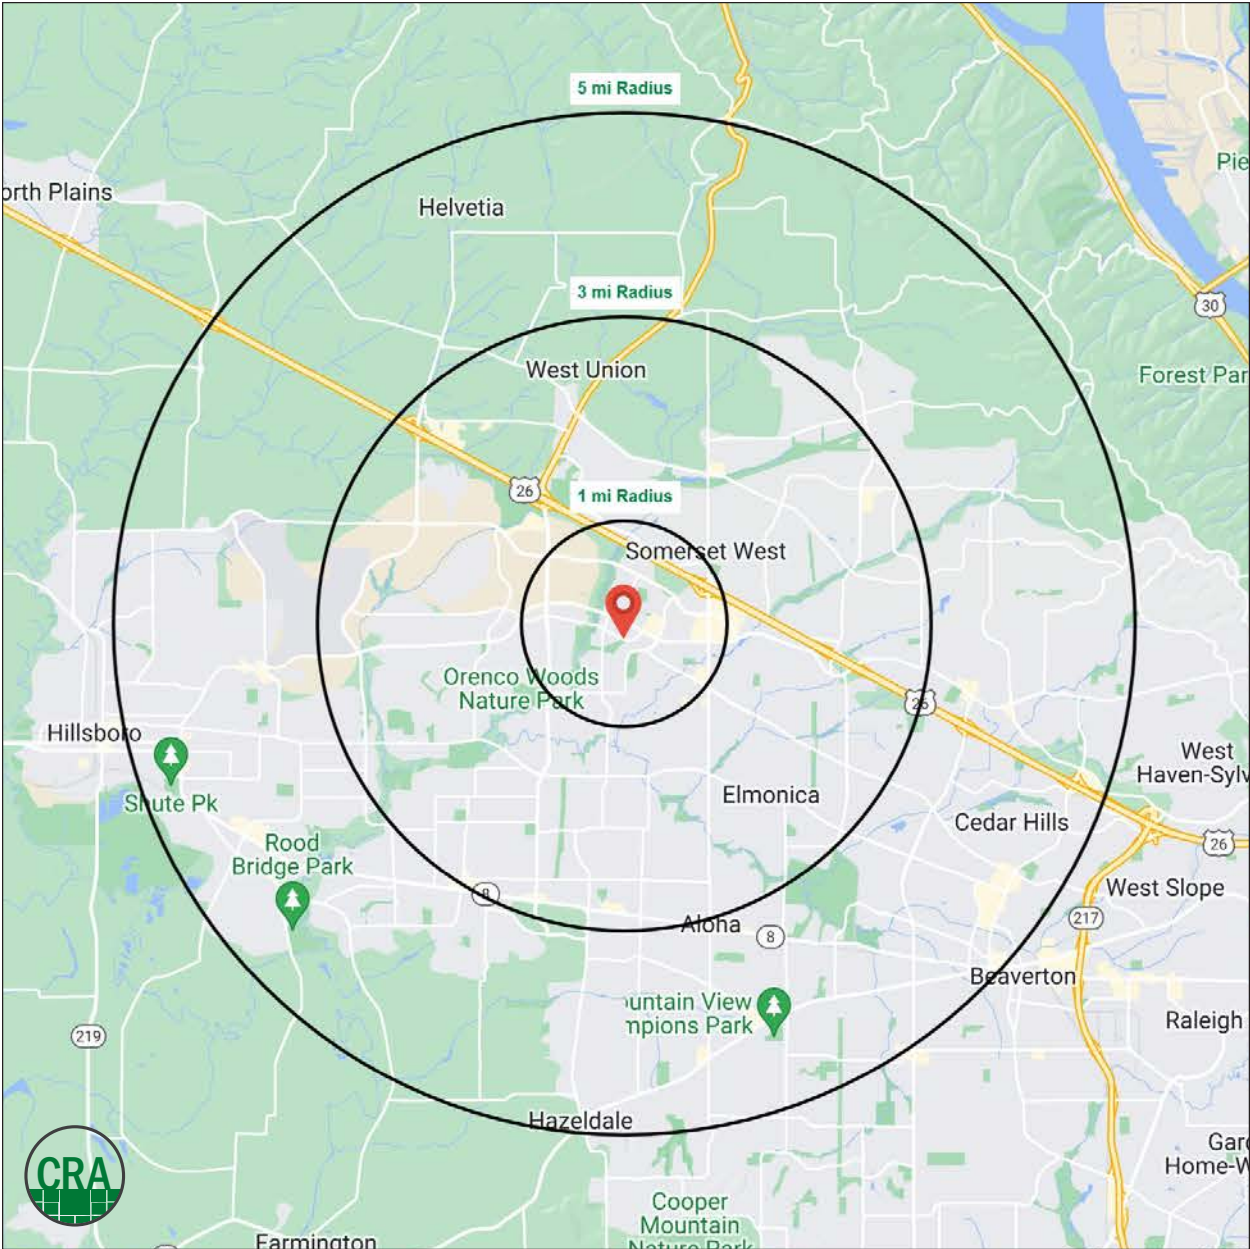 5 mi Radius
Pie
orth Plains
Helvetia
3 mi Radius
30
West Union
Forest Par
26
1 mi Radius
Somerset West
Orenco Woods
Nature Park
26
Hillsboro
West
Haven-Sylv
Shute Pk
Elmonica
Cedar Hills
Rood
Bridge Park
26
West Slope
8
217
Aloha
8
Beaverton
untain View
mpions Park
Raleigh
219
Hazeldale
Gard
Home-W
CRA
Cooper
Mountain
Nature Park
Farmington